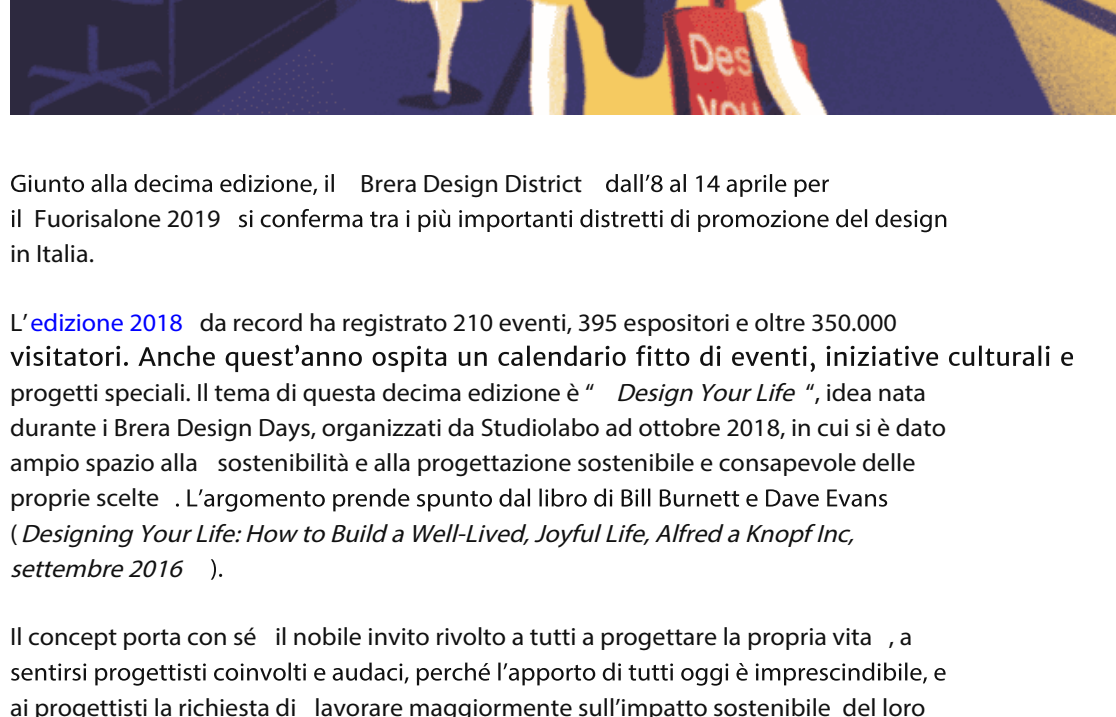 Des
you
Giunto alla decima edizione, il Brera Design District dall’8 al 14 aprile per
il Fuorisalone 2019 si conferma tra i più importanti distretti di promozione del design
in Italia.
L’edizione 2018 da record ha registrato 210 eventi, 395 espositori e oltre 350.000
visitatori. Anche quest’anno ospita un calendario fitto di eventi, iniziative culturali e
progetti speciali. Il tema di questa decima edizione è “ Design Your Life “, idea nata
durante i Brera Design Days, organizzati da Studiolabo ad ottobre 2018, in cui si è dato
ampio spazio alla sostenibilità e alla progettazione sostenibile e consapevole delle
proprie scelte . L’argomento prende spunto dal libro di Bill Burnett e Dave Evans
(Designing Your Life: How to Build a Well-Lived, Joyful Life, Alfred a Knopf Inc,
settembre 2016 ).
Il concept porta con sé il nobile invito rivolto a tutti a progettare la propria vita , a
sentirsi progettisti coinvolti e audaci, perché l’apporto di tutti oggi è imprescindibile, e
ai progettisti la richiesta di lavorare maggiormente sull’impatto sostenibile del loro